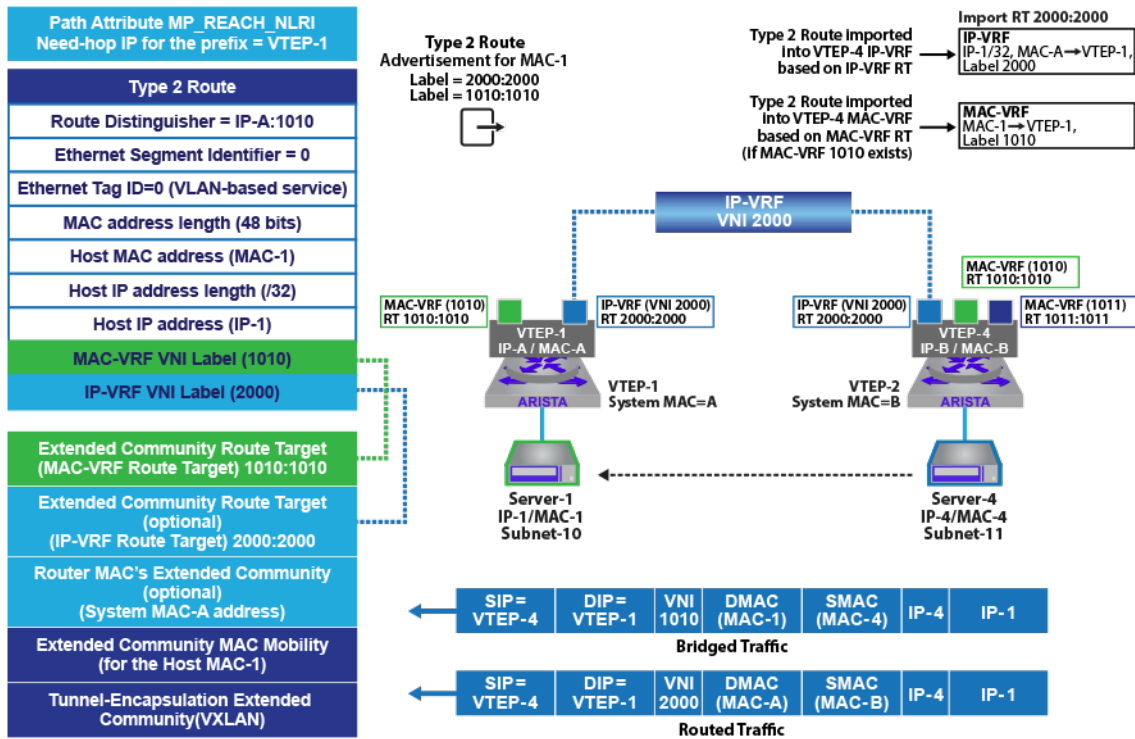 Path Attribute MP_REACH_NLRI
Need-hop IP for the prefix = VTEP-1
Type 2 Route
Route Distinguisher = IP-A:1010
Ethernet Segment Identifier = 0
Ethernet Tag ID=0 (VLAN-based service)
MAC address length (48 bits)
Host MAC address (MAC-1)
Host IP address length (/32)
Host IP address (IP-1)
MAC-VRF VNI Label (1010)
IP-VRF VNI Label (2000)
Extended Community Route Target
(MAC-VRF Route Target) 1010:1010
Extended Community Route Target
(optional)
(IP-VRF Route Target) 2000:2000
Router MAC's Extended Community
(optional)
(System MAC-A address)
Extended Community MAC Mobility
(for the Host MAC-1)
Tunnel-Encapsulation Extended
Community(VXLAN)
Type 2 Route
Advertisement for MAC-1
Label = 2000:2000
Label = 1010:1010
Type 2 Route imported
into VTEP-4 IP-VRF
based on IP-VRF RT
Import RT 2000:2000
IP-VRF
IP-1/32, MAC-A→VTEP-1,
Label 2000
Type 2 Route imported
into VTEP-4 MAC-VRF
based on MAC-VRF RT
(if MAC-VRF 1010 exists)
MAC-VRF
MAC-1→VTEP-1,
Label 1010
IP-VRF
VNI 2000
MAC-VRF (1010)
RT 1010:1010
IP-VRF (VNI 2000)
RT 2000:2000
VTEP-1
IP-A / MAC-A
ARISTA
VTEP-1
System MAC=A
Server-1
IP-1/MAC-1
Subnet-10
MAC-VRF (1010)
RT 1010:1010
IP-VRF (VNI 2000)
RT 2000:2000
MAC-VRF (1011)
RT 1011:1011
VTEP-4
IP-B / MAC-B
ARISTA
VTEP-2
System MAC=B
Server-4
IP-4/MAC-4
Subnet-11
SIP=
VTEP-4
DIP=
VTEP-1
VNI
1010
DMAC
(MAC-1)
SMAC
(MAC-4)
IP-4
IP-1
Bridged Traffic
SIP=
VTEP-4
DIP=
VTEP-1
VNI
2000
DMAC
(MAC-A)
SMAC
(MAC-B)
IP-4
IP-1
Routed Traffic